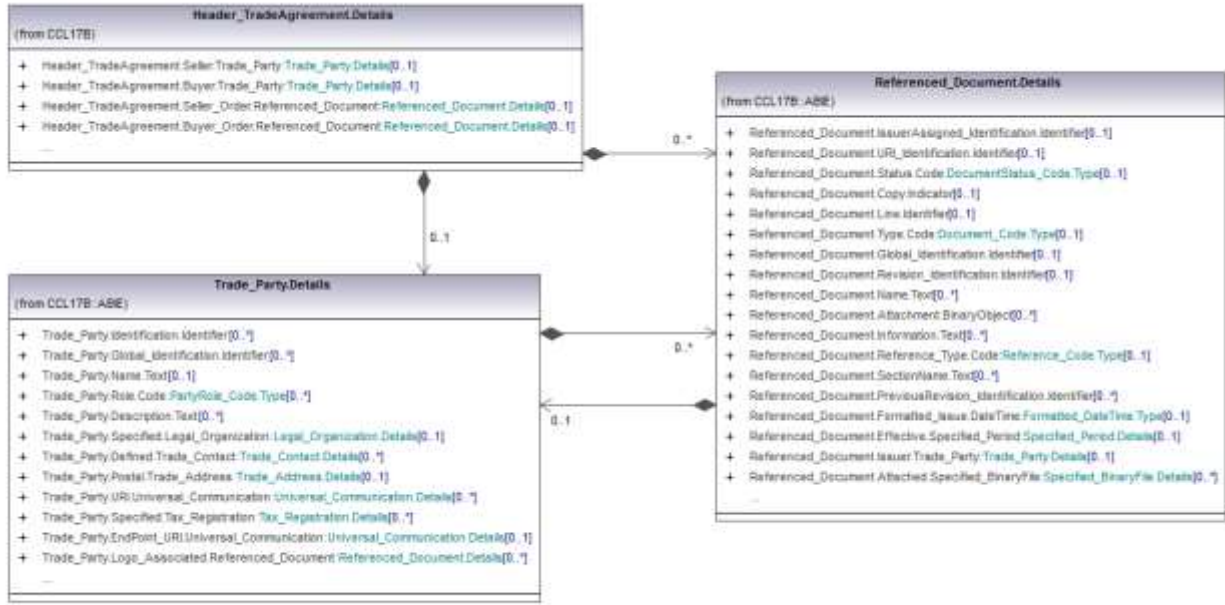 Header_TradeAgreement.Details
(from CCL17B)
+ Header_TradeAgreement.Seller.Trade_Party:Trade_Party.Details[0..1]
+ Header_TradeAgreement.Buyer.Trade_Party:Trade_Party.Details[0..1]
+ Header_TradeAgreement.Seller_Order.Referenced_Document:Referenced_Document.Details[0..1]
+ Header_TradeAgreement.Buyer_Order.Referenced_Document:Referenced_Document.Details[0..1]
...
0..*
0..1
Referenced_Document.Details
(from CCL17B::ABIE)
+ Referenced_Document.IssuerAssigned_Identification.Identifier[0..1]
+ Referenced_Document.URI_Identification.Identifier[0..1]
+ Referenced_Document.Status.Code:DocumentStatus_Code.Type[0..1]
+ Referenced_Document.Copy.Indicator[0..1]
+ Referenced_Document.Line.Identifier[0..1]
+ Referenced_Document.Type.Code:Document_Code.Type[0..1]
+ Referenced_Document.Global_Identification.Identifier[0..1]
+ Referenced_Document.Revision_Identification.Identifier[0..1]
+ Referenced_Document.Name.Text[0..*]
+ Referenced_Document.Attachment.BinaryObject[0..*]
+ Referenced_Document.Information.Text[0..*]
+ Referenced_Document.Reference_Type.Code:Reference_Code.Type[0..1]
+ Referenced_Document.SectionName.Text[0..*]
+ Referenced_Document.PreviousRevision_Identification.Identifier[0..*]
+ Referenced_Document.Formatted_Issue.DateTime:Formatted_DateTime.Type[0..1]
+ Referenced_Document.Effective.Specified_Period:Specified_Period.Details[0..1]
+ Referenced_Document.Issuer.Trade_Party:Trade_Party.Details[0..1]
+ Referenced_Document.Attached.Specified_BinaryFile:Specified_BinaryFile.Details[0..*]
...
Trade_Party.Details
(from CCL17B::ABIE)
+ Trade_Party.Identification.Identifier[0..*]
+ Trade_Party.Global_Identification.Identifier[0..*]
+ Trade_Party.Name.Text[0..1]
+ Trade_Party.Role.Code:PartyRole_Code.Type[0..*]
+ Trade_Party.Description.Text[0..*]
+ Trade_Party.Specified.Legal_Organization:Legal_Organization.Details[0..1]
+ Trade_Party.Defined.Trade_Contact:Trade_Contact.Details[0..*]
+ Trade_Party.Postal.Trade_Address:Trade_Address.Details[0..1]
+ Trade_Party.URI.Universal_Communication:Universal_Communication.Details[0..*]
+ Trade_Party.Specified.Tax_Registration:Tax_Registration.Details[0..*]
+ Trade_Party.EndPoint_URI.Universal_Communication:Universal_Communication.Details[0..1]
+ Trade_Party.Logo_Associated.Referenced_Document:Referenced_Document.Details[0..*]
...
0..*
0..1